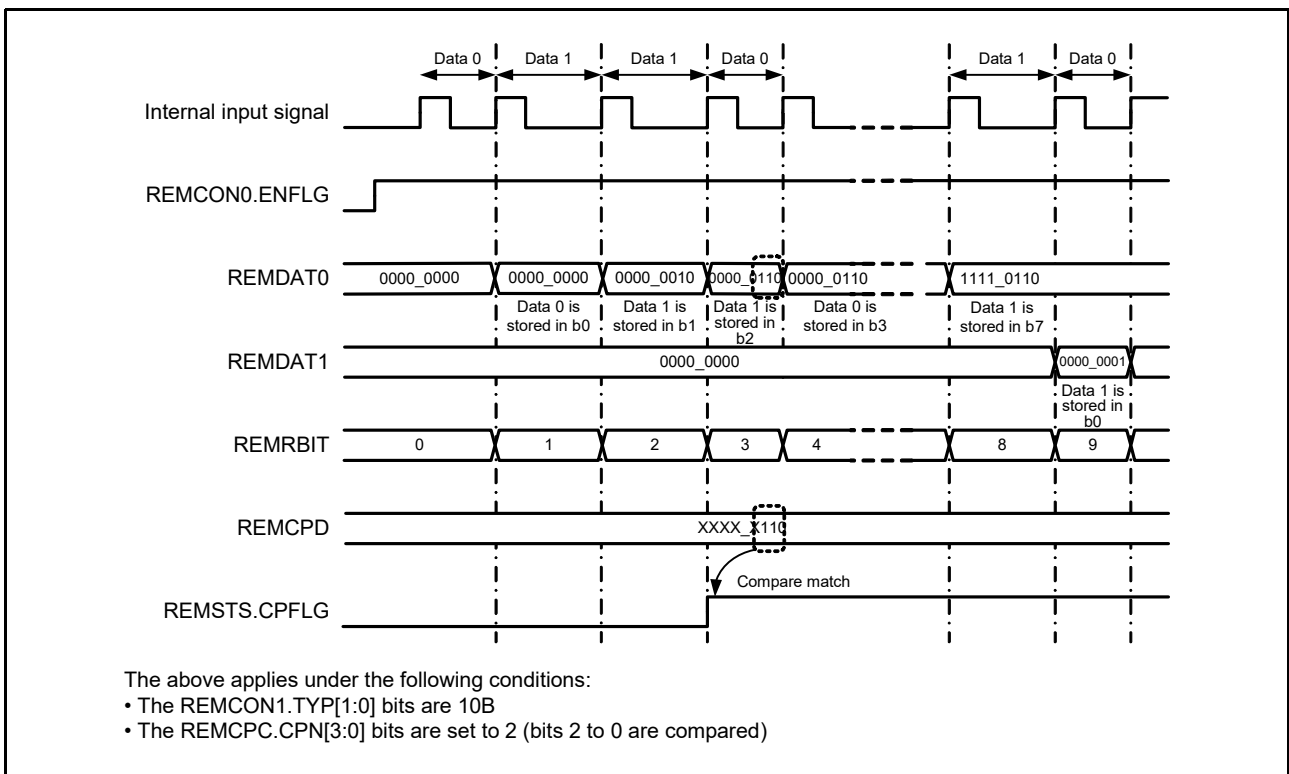 Data 0 Data 1 Data 1 Data 0 Data 1 Data 0
Internal input signal
REMCON0.ENFLG
REMDAT0 0000_0000 0000_0000 0000_0010 0000_0110 0000_0110 1111_0110
Data 0 is stored in b0
Data 1 is stored in b1
Data 1 is stored in b2
Data 0 is stored in b3
Data 1 is stored in b7
REMDAT1 0000_0000 0000_0001
Data 1 is stored in b0
REMRBIT 0 1 2 3 4 8 9
REMCPD XXXX_X110
Compare match
REMSTS.CPFLG
The above applies under the following conditions:
• The REMCON1.TYP[1:0] bits are 10B
• The REMCPC.CPN[3:0] bits are set to 2 (bits 2 to 0 are compared)